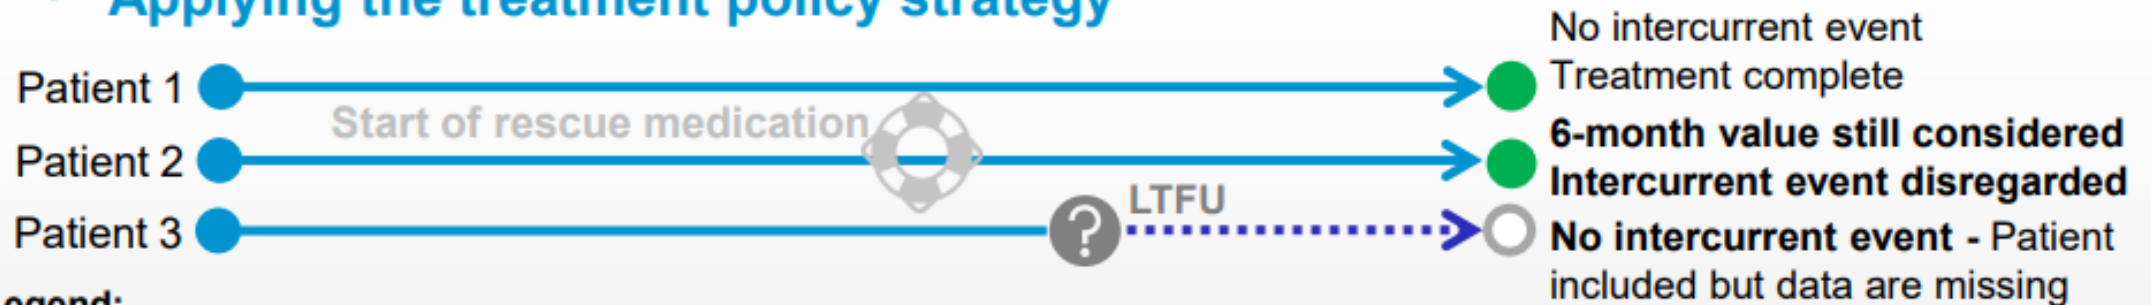 Applying the treatment policy strategy
No intercurrent event
Patient 1
Treatment complete
Start of rescue medication
6-month value still considered
Patient 2
Intercurrent event disregarded
LTFU
?
Patient 3
No intercurrent event - Patient
included but data are missing
egend: